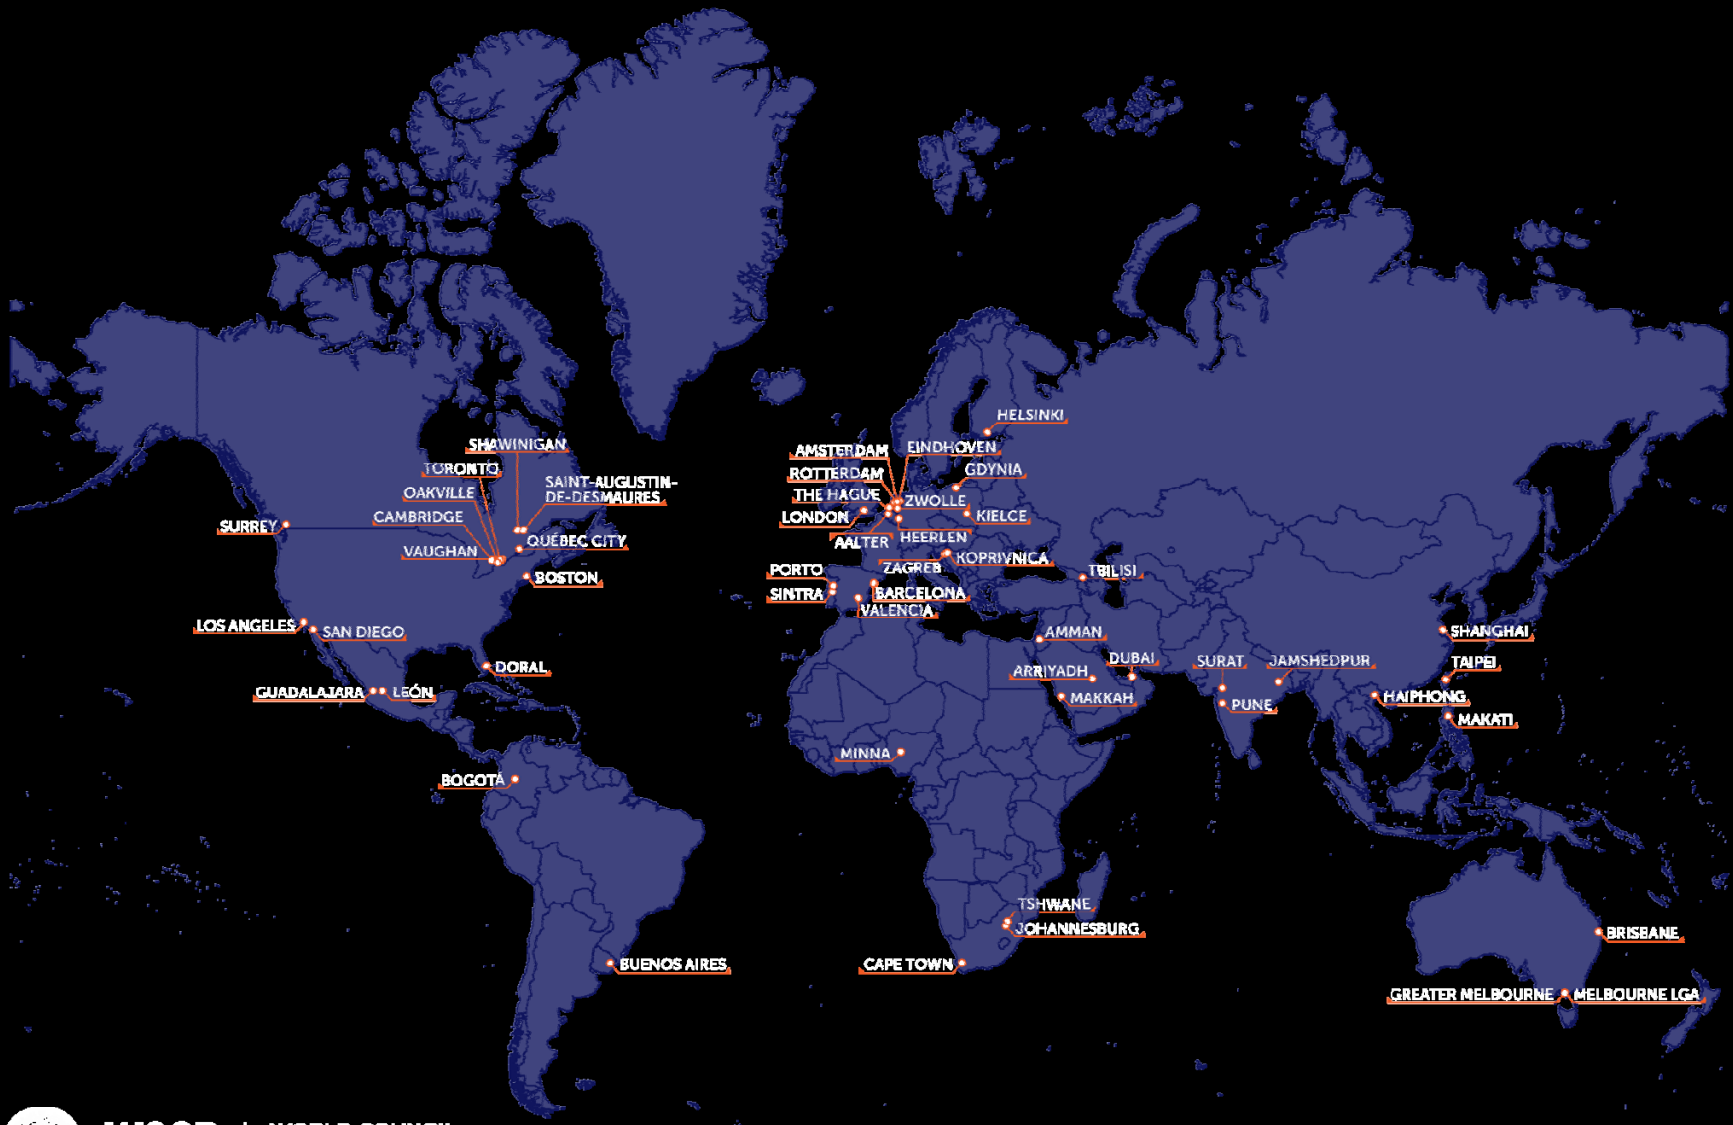 HELSINKI
SHAWINIGAN
AMSTERDAM
EINDHOVEN
TORONTO
ROTTERDAM
GDYNIA
SAINT-AUGUSTIN-
DE-DESMAURES
OAKVILLE
THE HAGUE
ZWOLLE
CAMBRIDGE
LONDON
KIELCE
SURREY
QUÉBEC CITY
AALTER
HEERLEN
VAUGHAN
KOPRIVNICA
PORTO
ZAGREB
TBILISI
BOSTON
SINTRA
BARCELONA
VALENCIA
LOS ANGELES
SAN DIEGO
AMMAN
SHANGHAI
DORAL
ARRIYADH
DUBAI
SURAT
JAMSHEDPUR
TAIPEI
GUADALAJARA
LEÓN
MAKKAH
PUNE
HAIPHONG
MAKATI
MINNA
BOGOTÁ
TSHWANE
JOHANNESBURG
BRISBANE
BUENOS AIRES
CAPE TOWN
GREATER MELBOURNE
MELBOURNE LGA
WORLD COUNCIL